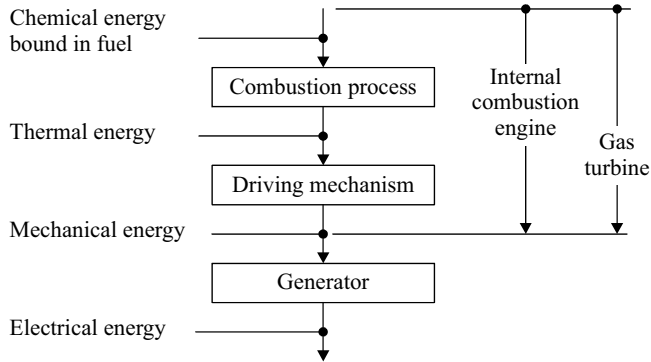 Chemical energy
bound in fuel
Combustion process
Thermal energy
Driving mechanism
Mechanical energy
Generator
Electrical energy
Internal
combustion
engine
Gas
turbine